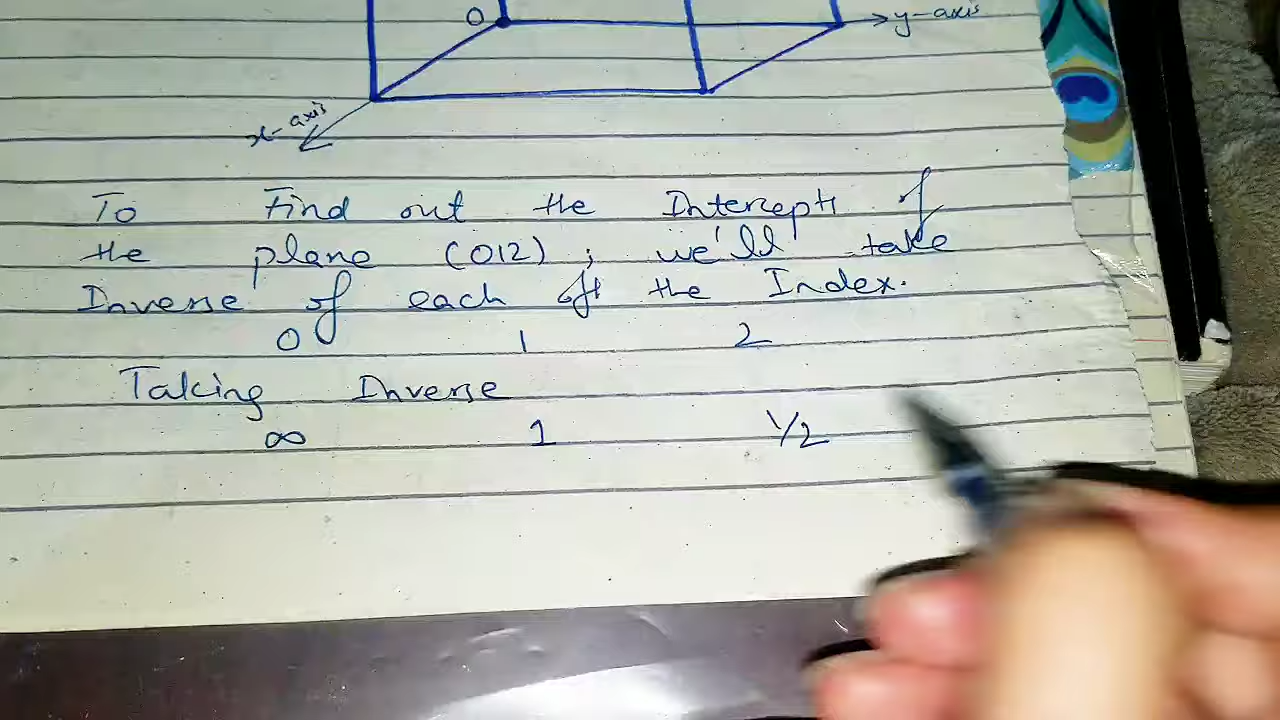 O
y-axis
x-axis
To Find out the Intercepts of
the plane (012) ; we'll take
Inverse of each of the Index.
0 1 2
Taking Inverse
∞ 1 1/2